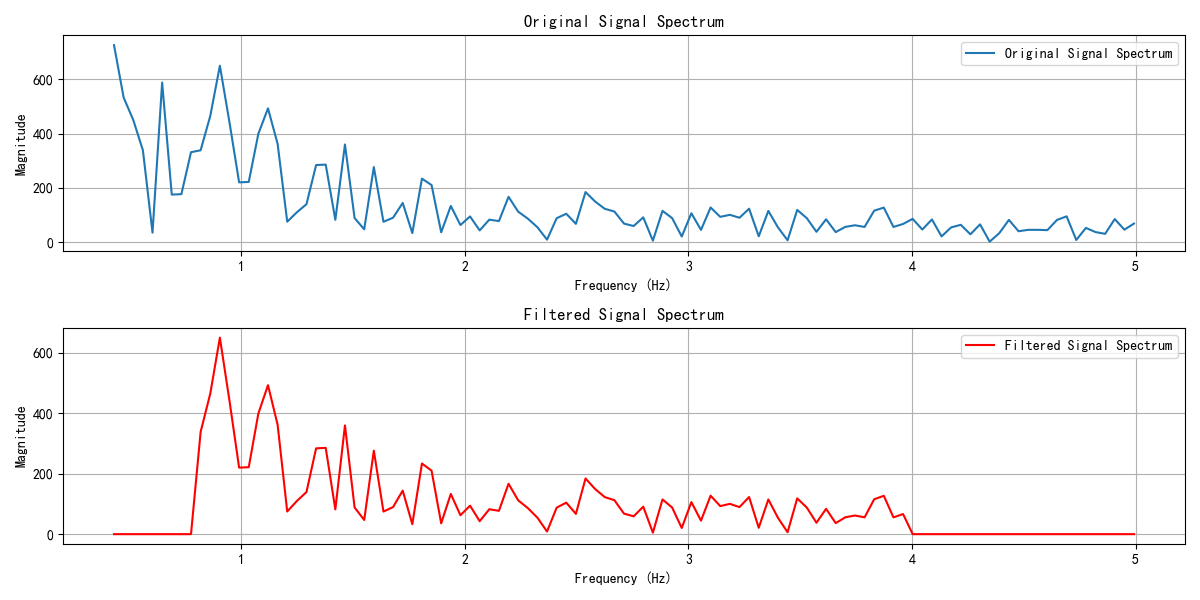 Original Signal Spectrum
Original Signal Spectrum
Magnitude
600
400
200
0
1 2 3 4 5
Frequency (Hz)
Filtered Signal Spectrum
Filtered Signal Spectrum
Magnitude
600
400
200
0
1 2 3 4 5
Frequency (Hz)